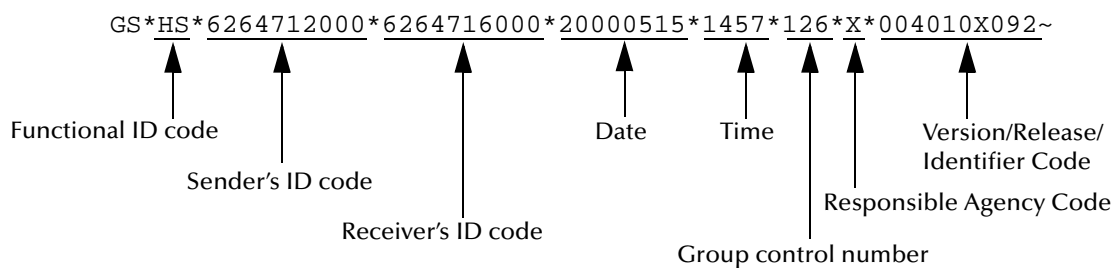 GS*HS*6264712000*6264716000*20000515*1457*126*X*004010X092~
Functional ID code
Date
Time
Version/Release/
Identifier Code
Sender's ID code
Responsible Agency Code
Receiver's ID code
Group control number